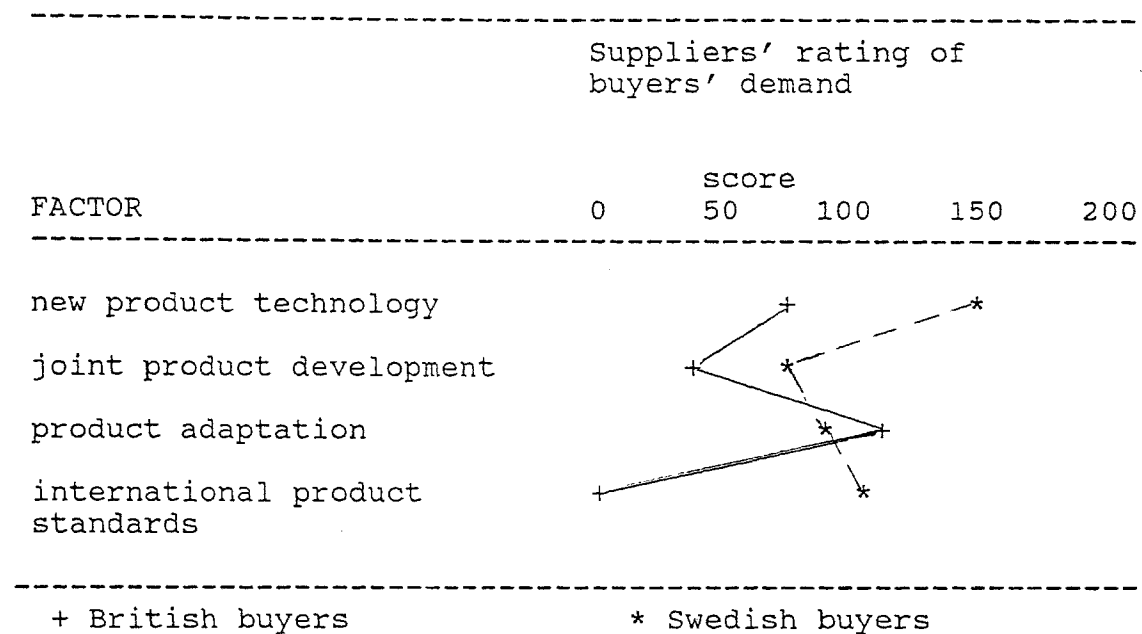 Suppliers' rating of
buyers' demand
score
FACTOR 0 50 100 150 200
new product technology
joint product development
product adaptation
international product
standards
+ British buyers * Swedish buyers